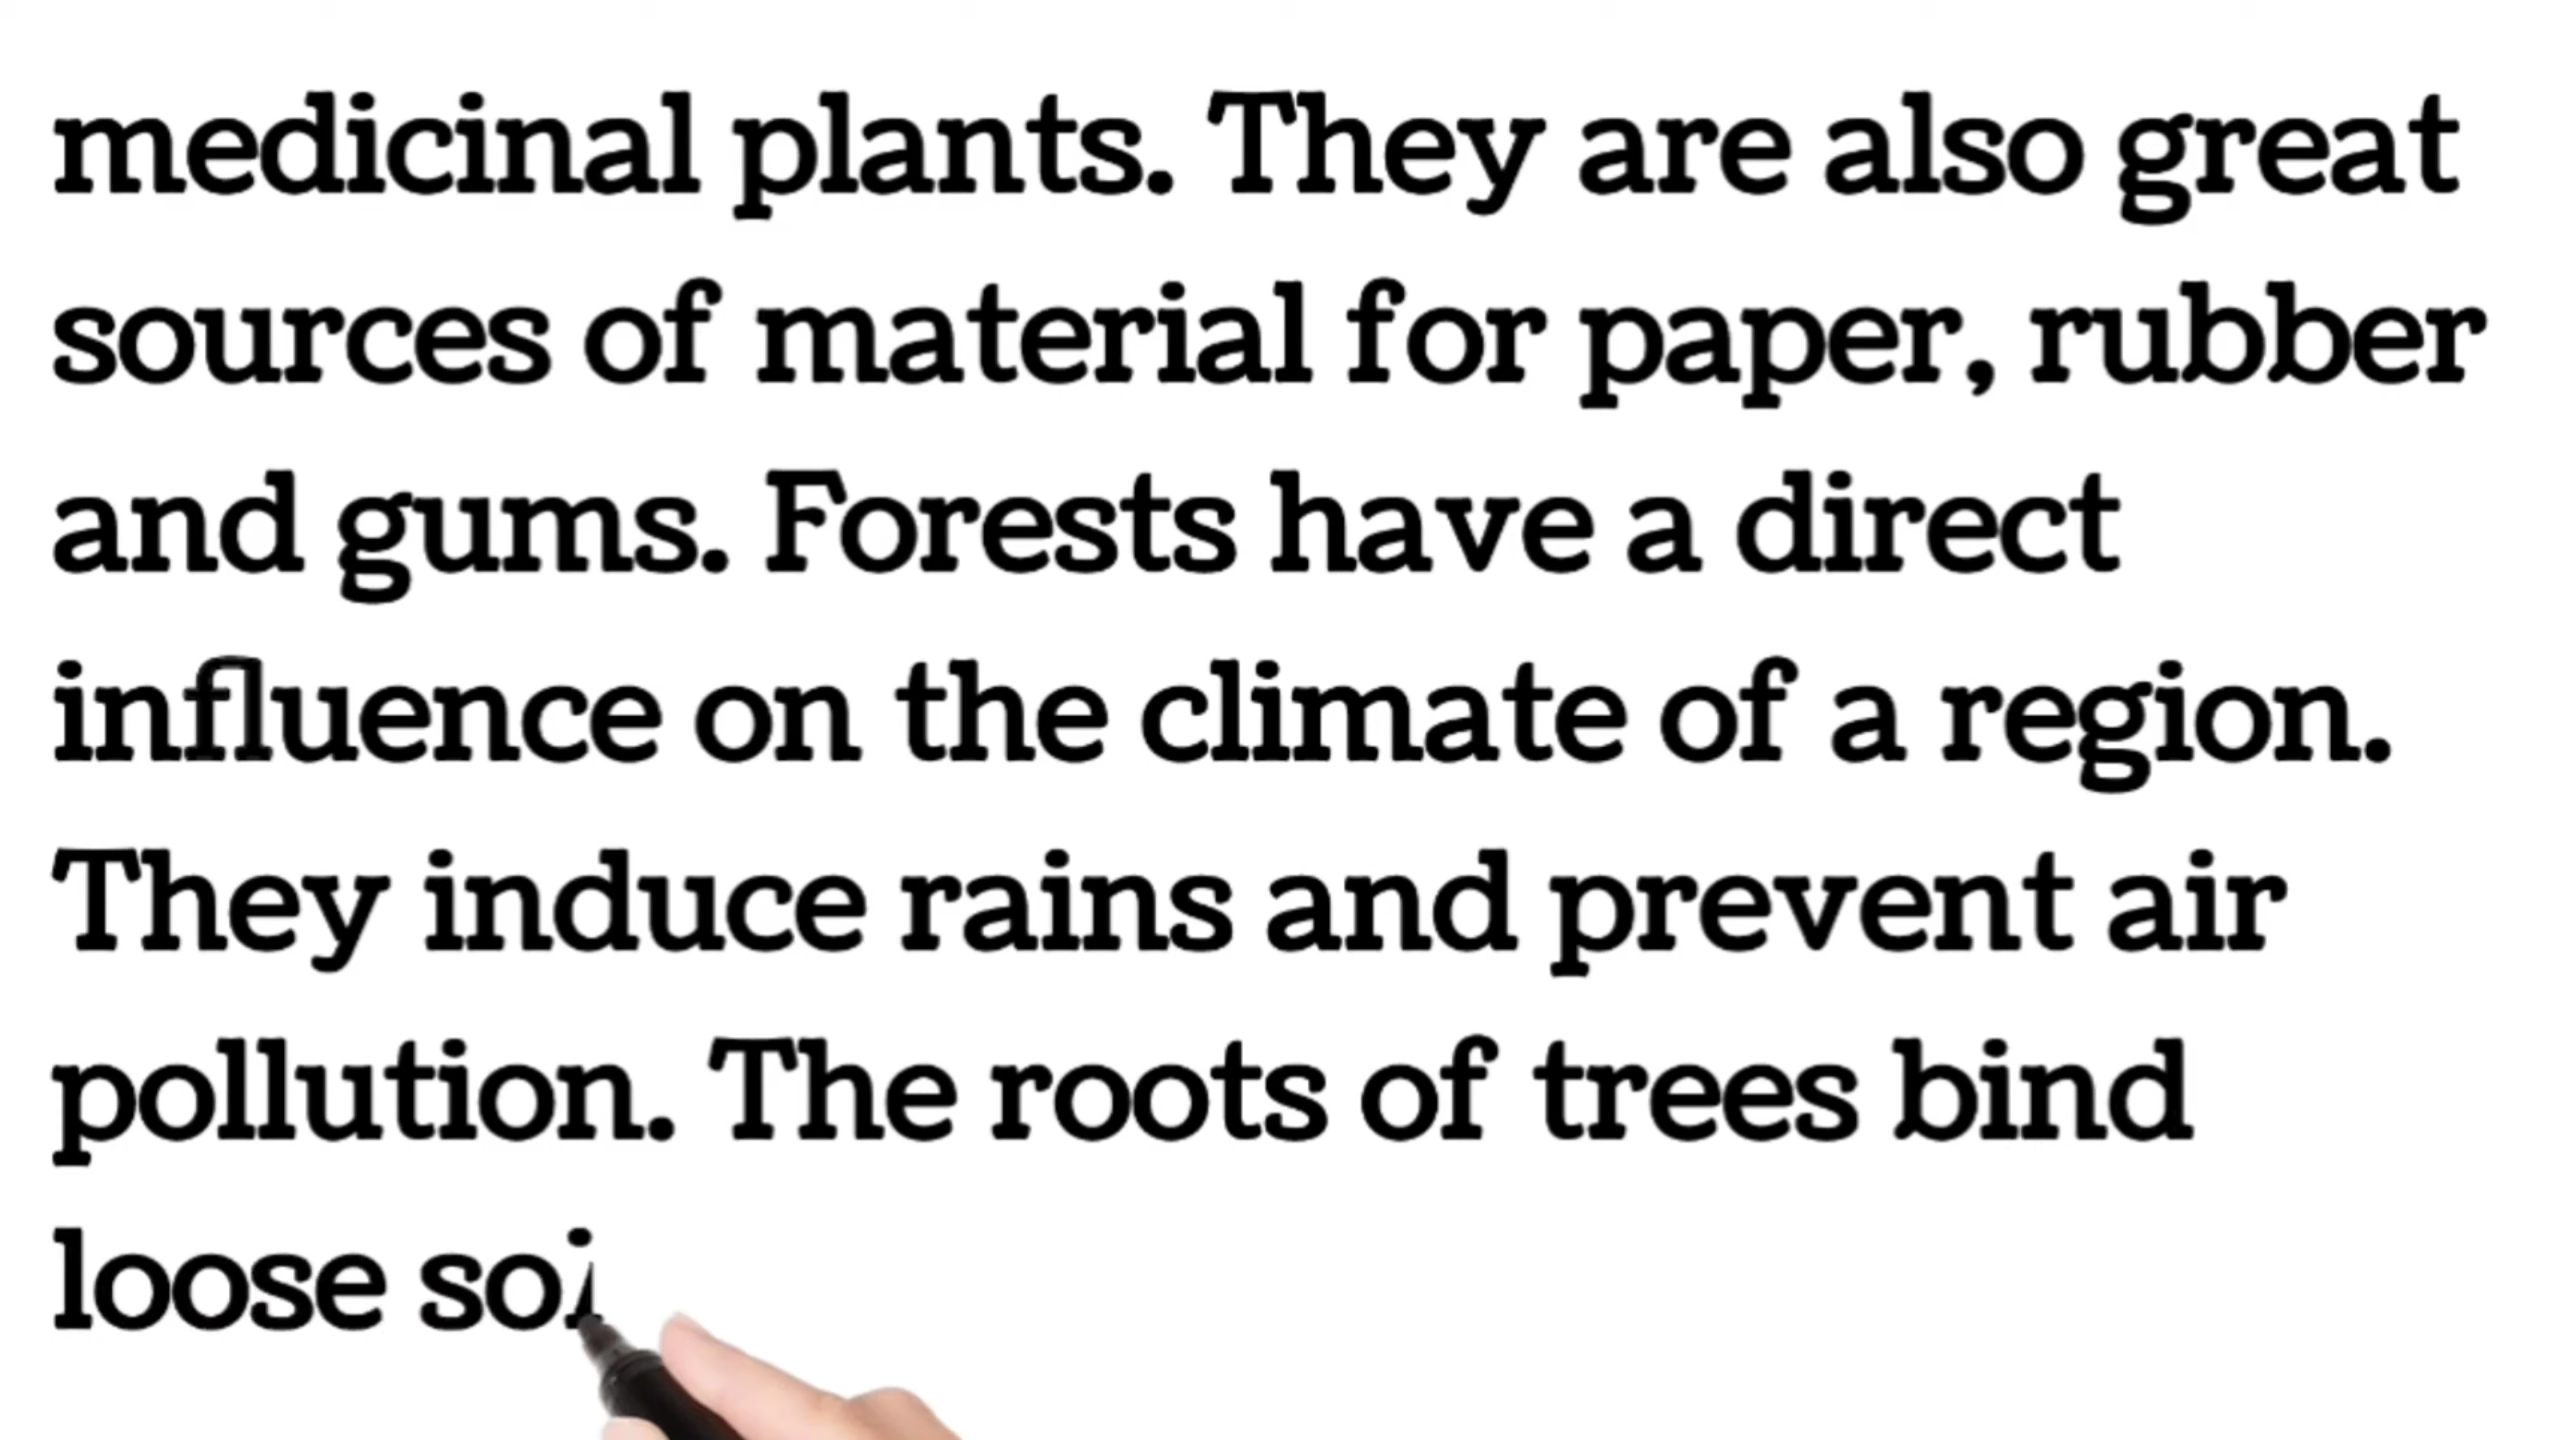 medicinal plants. They are also great
sources of material for paper, rubber
and gums. Forests have a direct
influence on the climate of a region.
They induce rains and prevent air
pollution. The roots of trees bind
loose soi